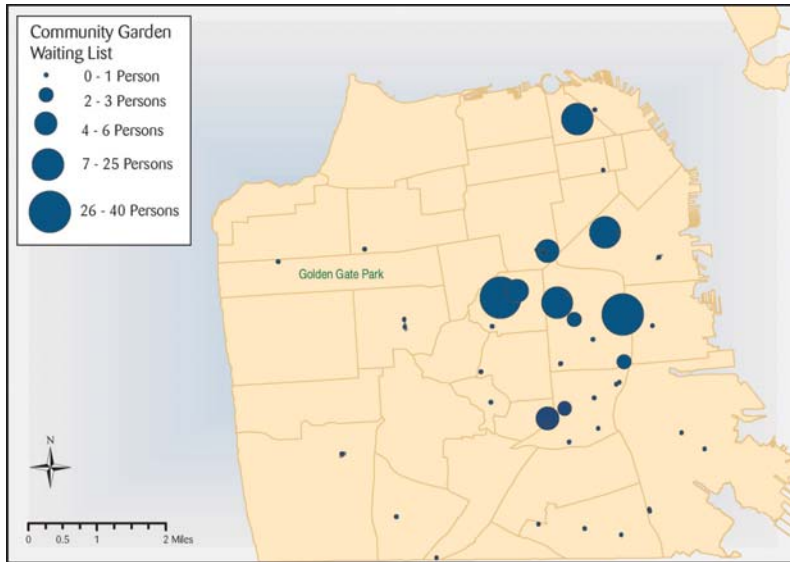 Community Garden
Waiting List
0 - 1 Person
2 - 3 Persons
4 - 6 Persons
7 - 25 Persons
26 - 40 Persons
Golden Gate Park
N
0 0.5 1 2 Miles